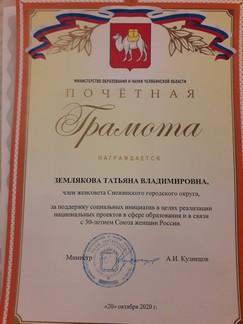 МИНИСТЕРСТВО ОБРАЗОВАНИЯ И НАУКИ ЧЕЛЯБИНСКОЙ ОБЛАСТИ
ПОЧЁТНАЯ
Грамота
НАГРАЖДАЕТСЯ
ЗЕМЛЯКОВА ТАТЬЯНА ВЛАДИМИРОВНА,
член женсовета Снежинского городского округа,
за поддержку социальных инициатив в целях реализации
национальных проектов в сфере образования и в связи
с 30-летием Союза женщин России.
Министр А.И. Кузнецов
«20» октября 2020 г.